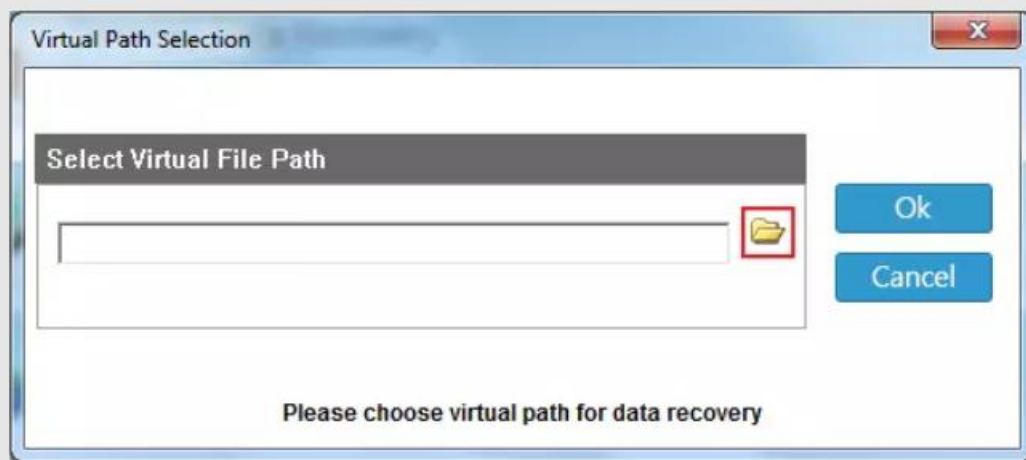 Virtual Path Selection
Select Virtual File Path
Ok
Cancel
Please choose virtual path for data recovery